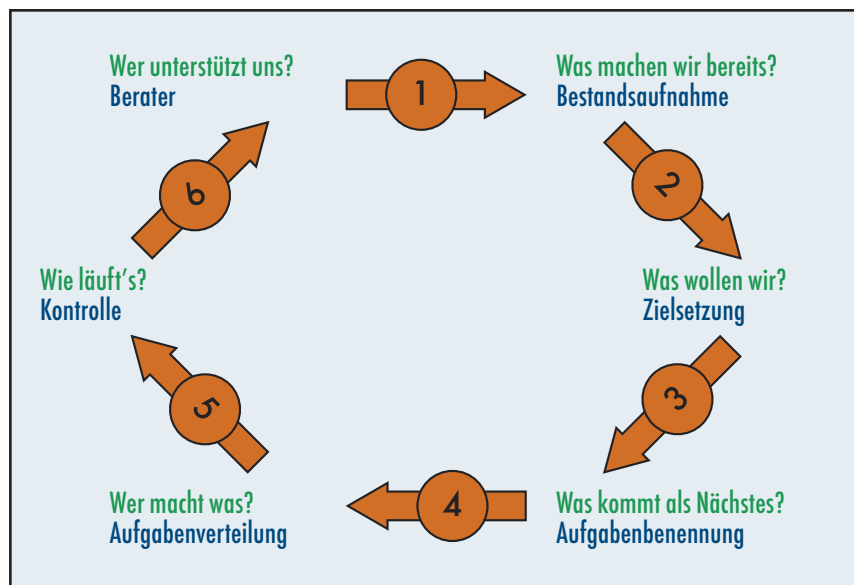 Wer unterstützt uns?
Berater
1
Was machen wir bereits?
Bestandsaufnahme
2
Was wollen wir?
Zielsetzung
3
Was kommt als Nächstes?
Aufgabenbenennung
4
Wer macht was?
Aufgabenverteilung
5
Wie läuft's?
Kontrolle
6